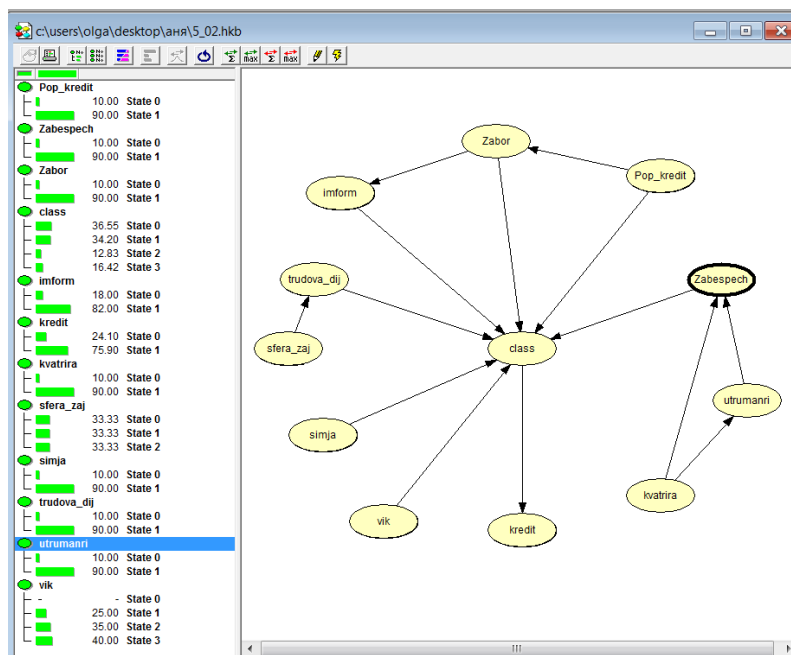 c:\users\olga\desktop\аня\5_02.hkb
Pop_kredit
10.00 State 0
90.00 State 1
Zabespech
10.00 State 0
90.00 State 1
Zabor
10.00 State 0
90.00 State 1
class
36.55 State 0
34.20 State 1
12.83 State 2
16.42 State 3
imform
18.00 State 0
82.00 State 1
kredit
24.10 State 0
75.90 State 1
kvatrira
10.00 State 0
90.00 State 1
sfera_zaj
33.33 State 0
33.33 State 1
33.33 State 2
simja
10.00 State 0
90.00 State 1
trudova_dij
10.00 State 0
90.00 State 1
utrumanri
10.00 State 0
90.00 State 1
vik
- - State 0
25.00 State 1
35.00 State 2
40.00 State 3
Zabor
Pop_kredit
imform
trudova_dij
Zabespech
sfera_zaj
class
utrumanri
simja
kvatrira
vik
kredit